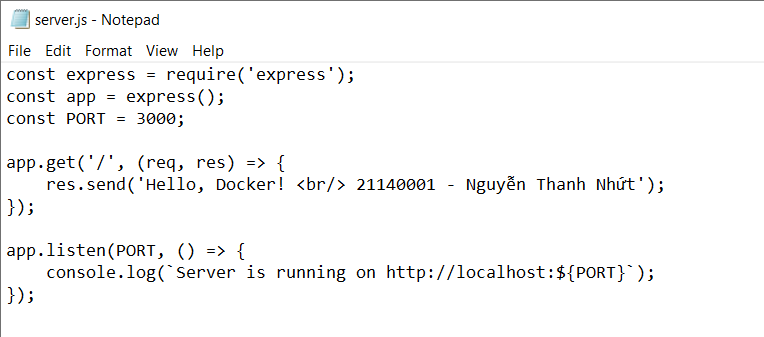 server.js - Notepad
File Edit Format View Help
const express = require('express');
const app = express();
const PORT = 3000;
app.get('/', (req, res) => {
    res.send('Hello, Docker! <br/> 21140001 - Nguyễn Thanh Nhứt');
});
app.listen(PORT, () => {
    console.log(`Server is running on http://localhost:${PORT}`);
});